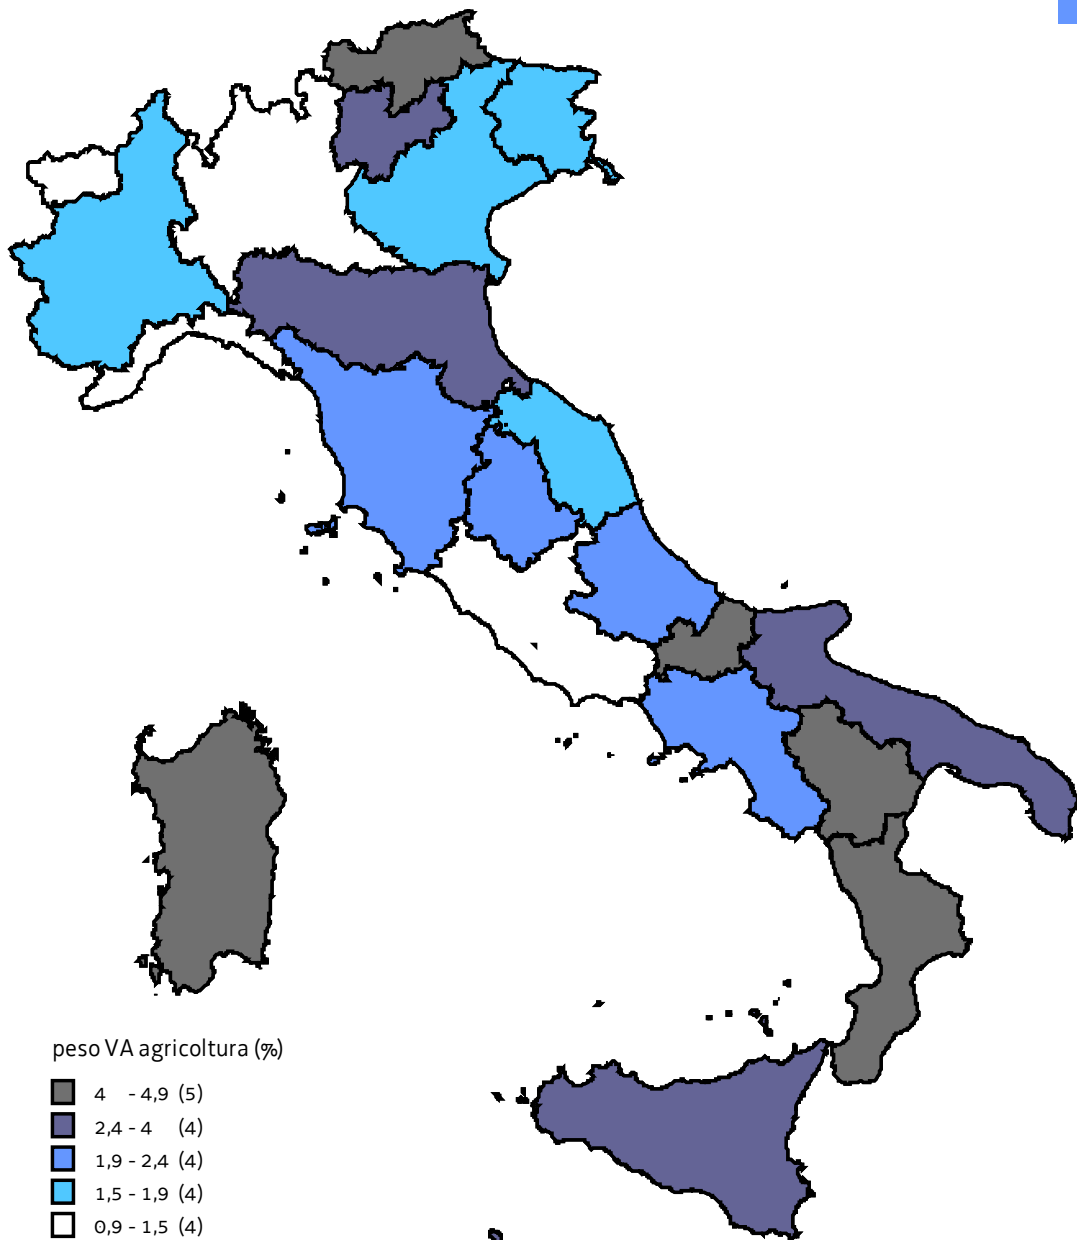 peso VA agricoltura (%)
4 - 4,9 (5)
2,4 - 4 (4)
1,9 - 2,4 (4)
1,5 - 1,9 (4)
0,9 - 1,5 (4)